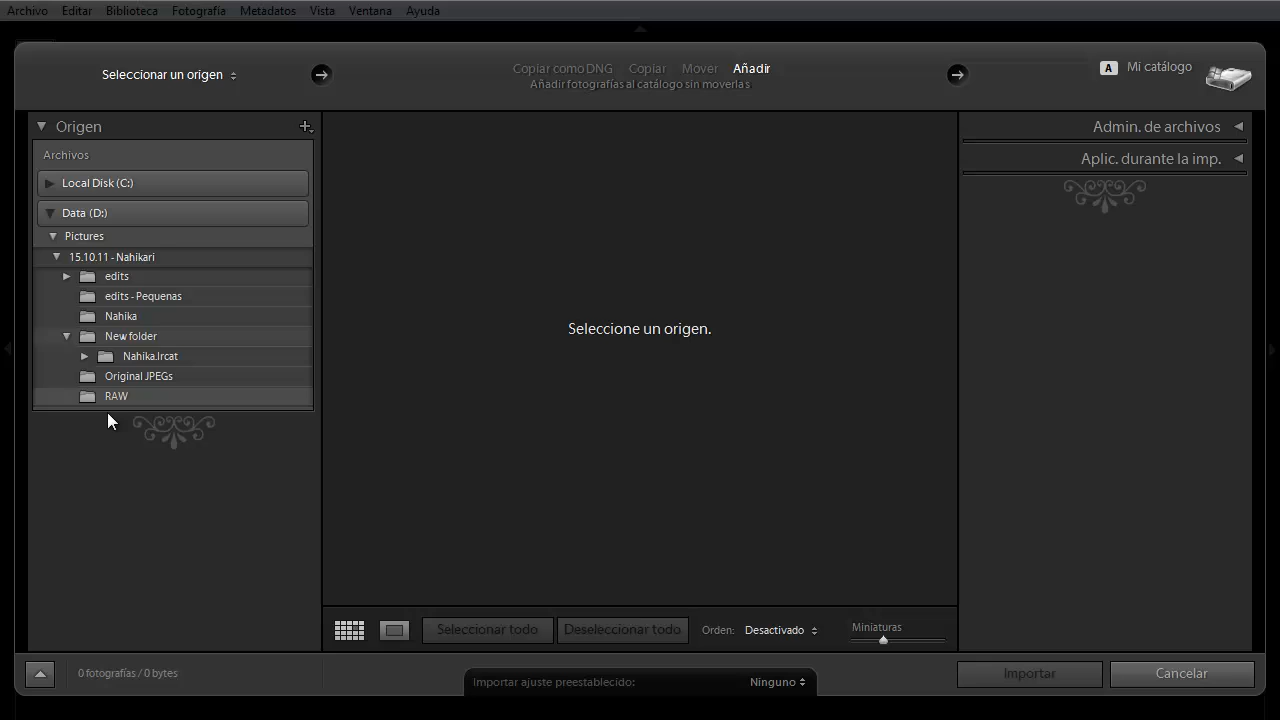 Archivo Editar Biblioteca Fotografía Metadatos Vista Ventana Ayuda
Seleccionar un origen
Copiar como DNG Copiar Mover Añadir
Añadir fotografías al catálogo sin moverlas
A Mi catálogo
Origen
Archivos
Local Disk (C:)
Data (D:)
Pictures
15.10.11 - Nahikari
edits
edits - Pequenas
Nahika
New folder
Nahika.lrcat
Original JPEGs
RAW
Seleccione un origen.
Admin. de archivos
Aplic. durante la imp.
Seleccionar todo Deseleccionar todo Orden: Desactivado Miniaturas
0 fotografías / 0 bytes
Importar ajuste preestablecido: Ninguno
Importar Cancelar